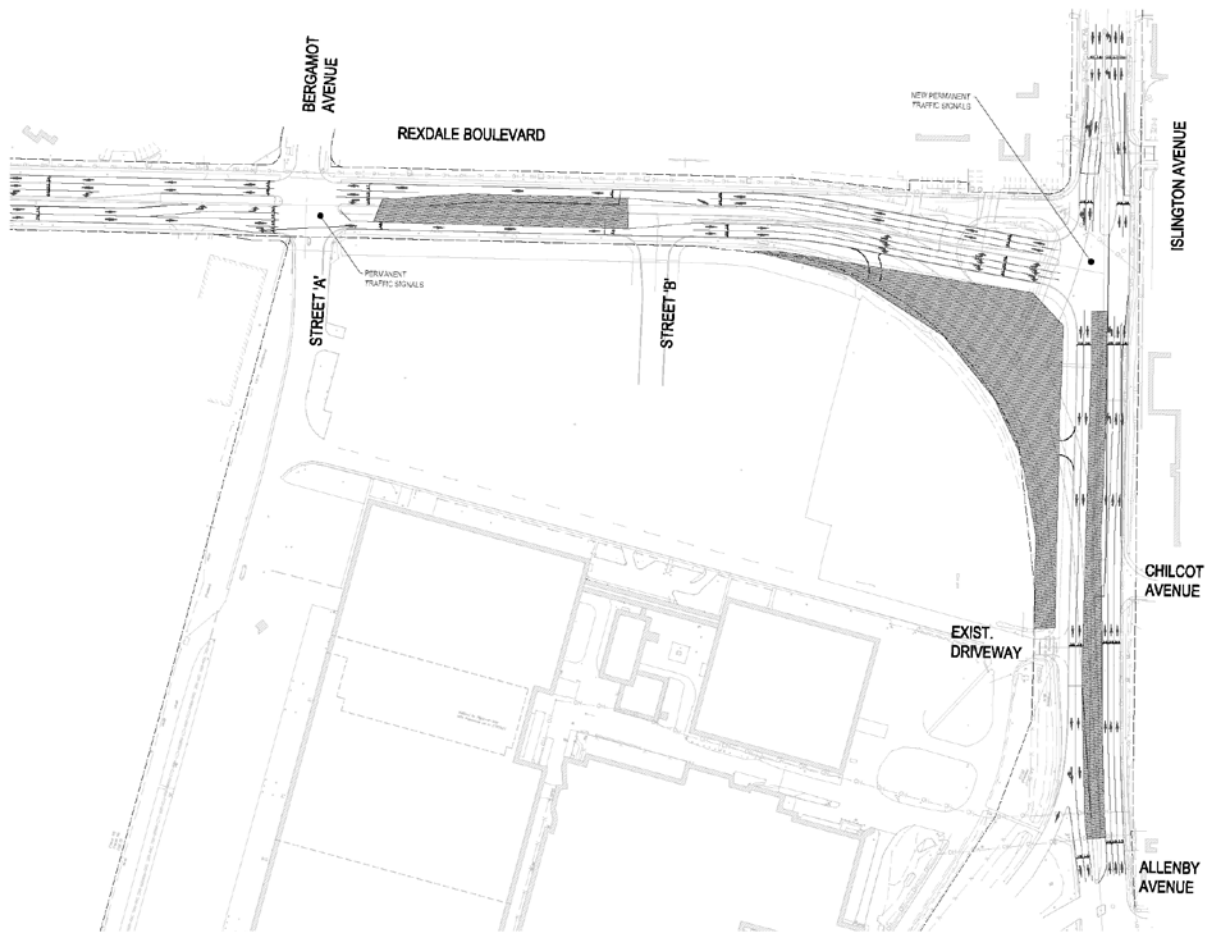 BERGAMOT
AVENUE
REXDALE BOULEVARD
NEW PERMANENT
TRAFFIC SIGNALS
ISLINGTON AVENUE
PERMANENT
TRAFFIC SIGNALS
STREET 'A'
STREET 'B'
CHILCOT
AVENUE
EXIST.
DRIVEWAY
ALLENBY
AVENUE